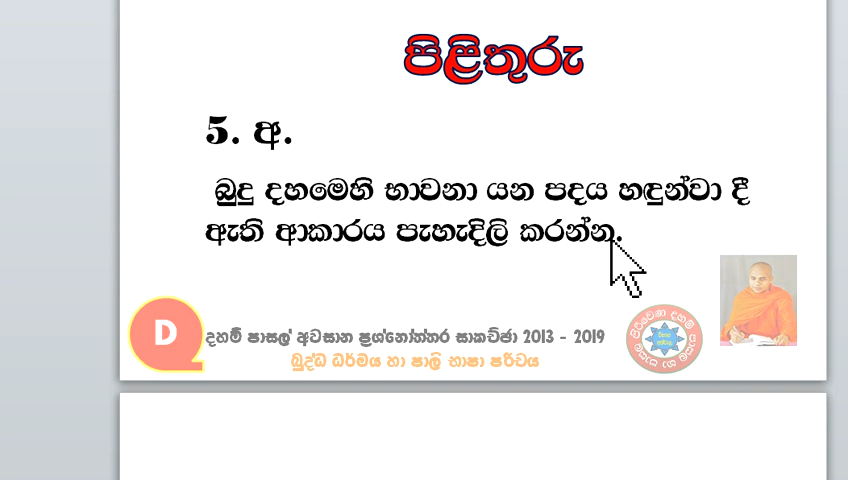 පිළිතුරු
5. අ.
බුදු දහමෙහි භාවනා යන පදය හඳුන්වා දී
ඇති ආකාරය පැහැදිලි කරන්න.
D
දහම් පාසල් අවසාන ප්‍රශ්නෝත්තර සාකච්ඡා 2013 - 2019
බුද්ධ ධර්මය හා පාලි භාෂා පරිචය